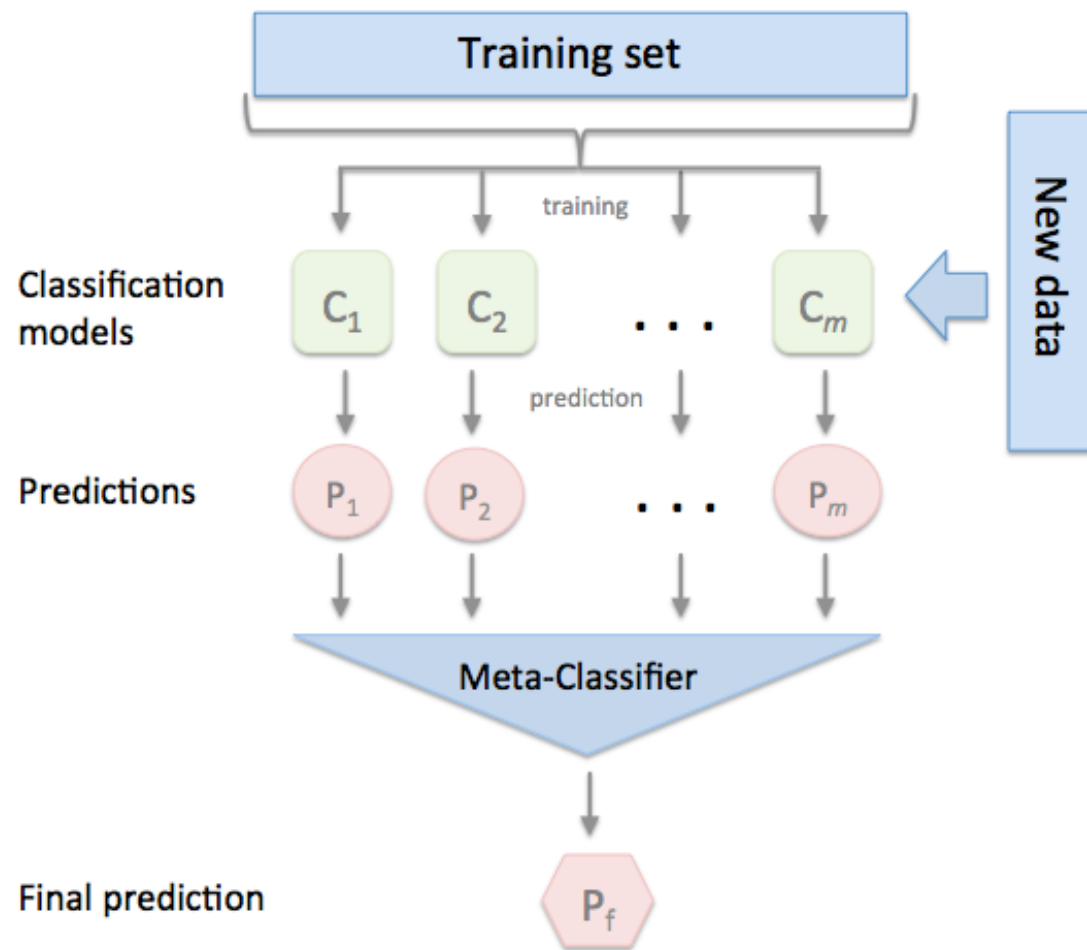 Training set
New data
training
Classification
models
C1
C2
. . .
Cm
prediction
Predictions
P1
P2
. . .
Pm
Meta-Classifier
Final prediction
Pf